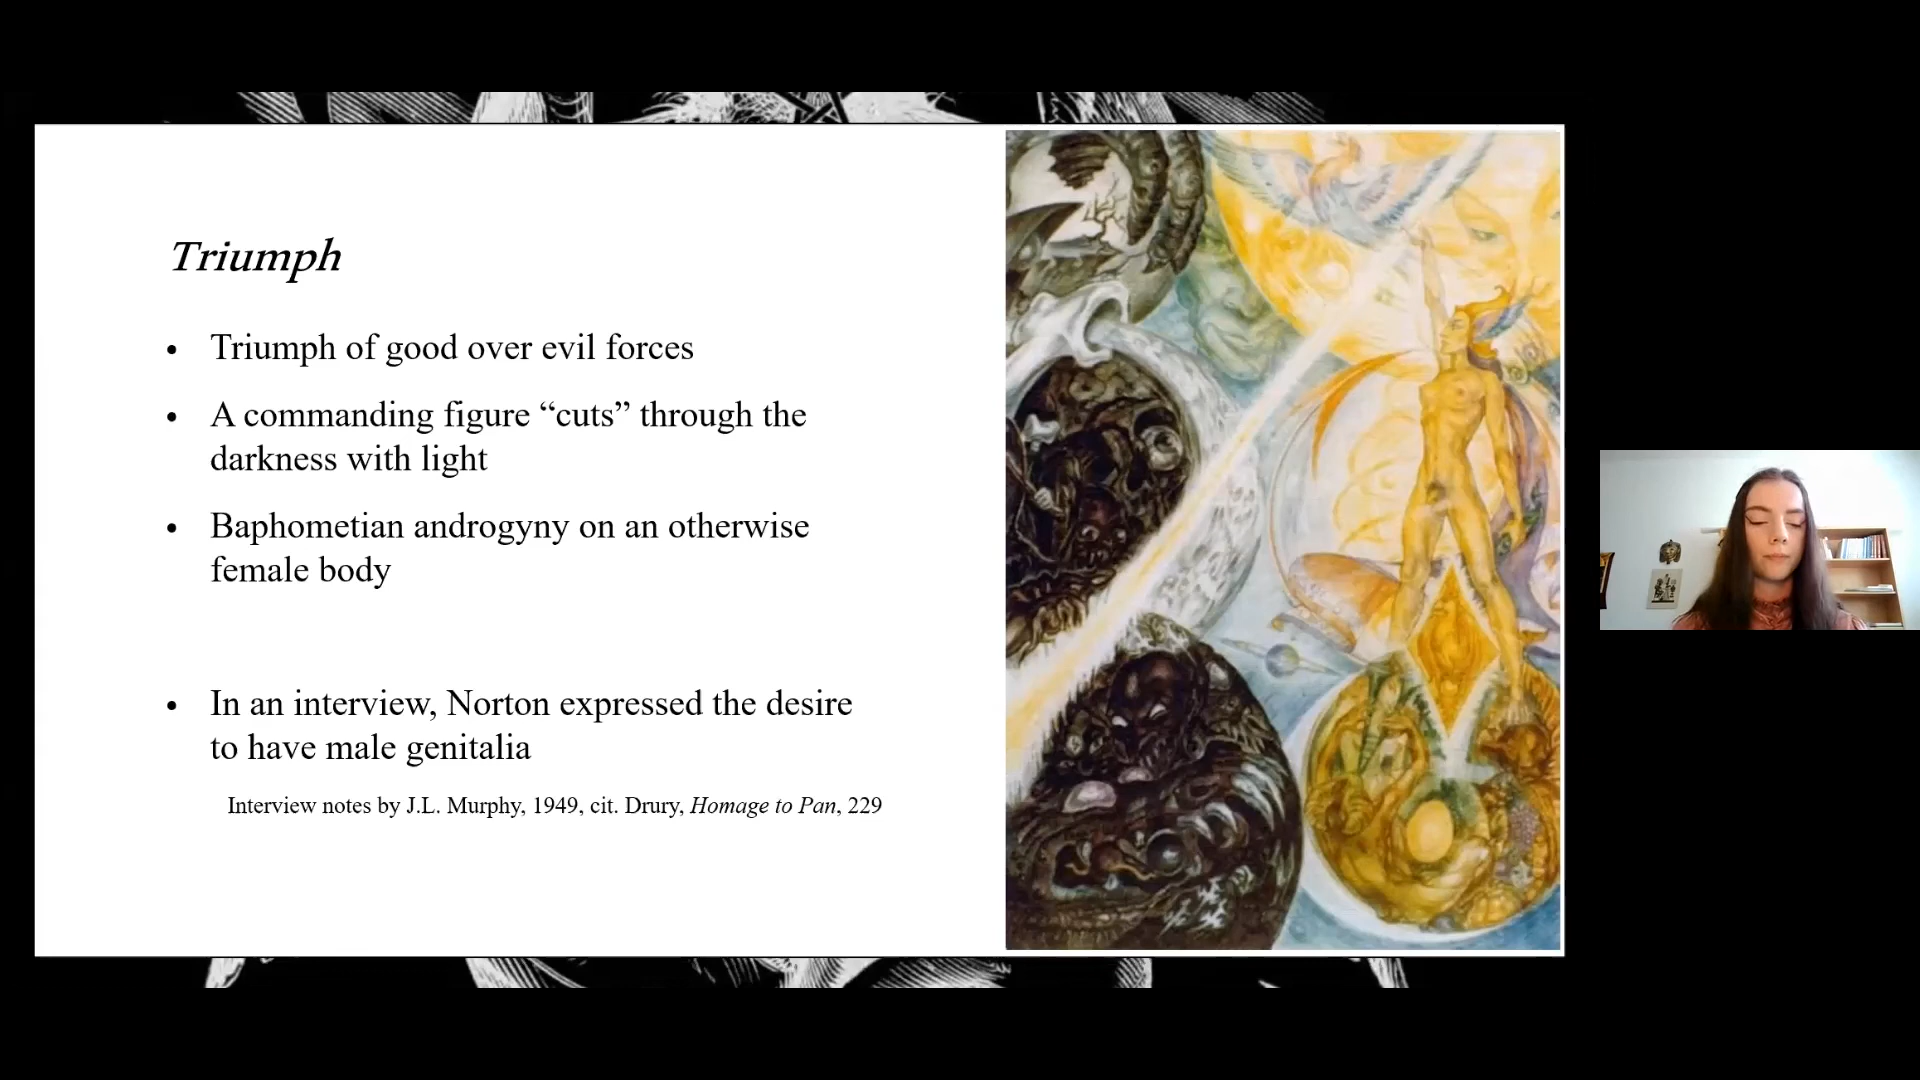 Triumph
• Triumph of good over evil forces
• A commanding figure “cuts” through the
darkness with light
• Baphometian androgyny on an otherwise
female body
• In an interview, Norton expressed the desire
to have male genitalia
Interview notes by J.L. Murphy, 1949, cit. Drury, Homage to Pan, 229